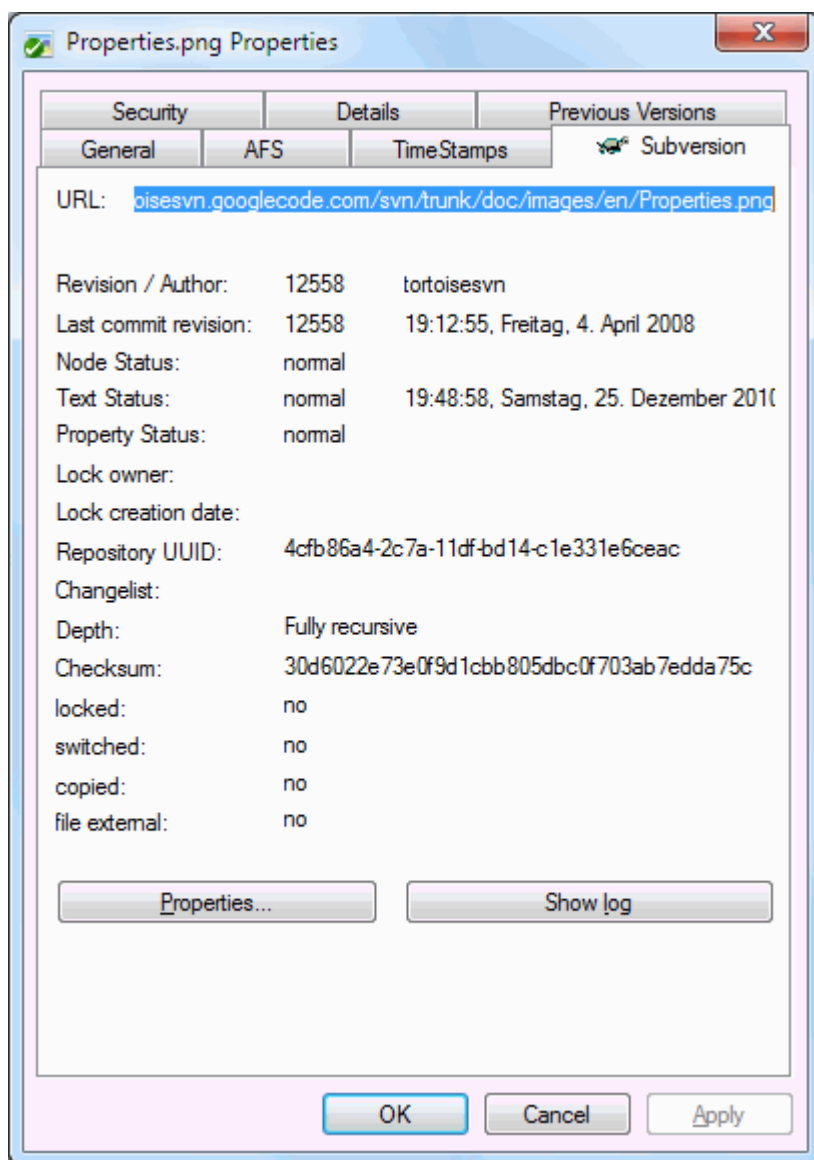 Properties.png Properties
Security Details Previous Versions
General AFS TimeStamps Subversion
URL: oisesvn.googlecode.com/svn/trunk/doc/images/en/Properties.png
Revision / Author: 12558 tortoisesvn
Last commit revision: 12558 19:12:55, Freitag, 4. April 2008
Node Status: normal
Text Status: normal 19:48:58, Samstag, 25. Dezember 2010
Property Status: normal
Lock owner:
Lock creation date:
Repository UUID: 4cfb86a4-2c7a-11df-bd14-c1e331e6ceac
Changelist:
Depth: Fully recursive
Checksum: 30d6022e73e0f9d1cbb805dbc0f703ab7edda75c
locked: no
switched: no
copied: no
file external: no
Properties... Show log
OK Cancel Apply